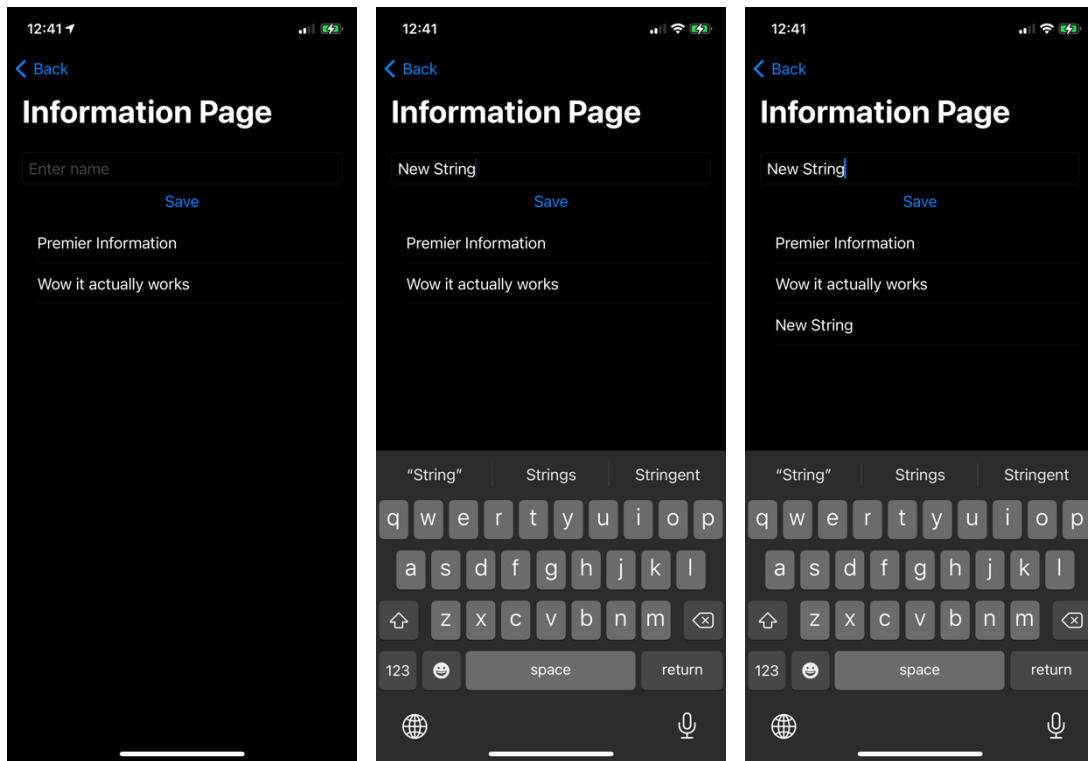 12:41
Back
Information Page
Enter name
Save
Premier Information
Wow it actually works
12:41
Back
Information Page
New String
Save
Premier Information
Wow it actually works
“String” Strings Stringent
q w e r t y u i o p
a s d f g h j k l
z x c v b n m
123 space return
12:41
Back
Information Page
New String
Save
Premier Information
Wow it actually works
New String
“String” Strings Stringent
q w e r t y u i o p
a s d f g h j k l
z x c v b n m
123 space return